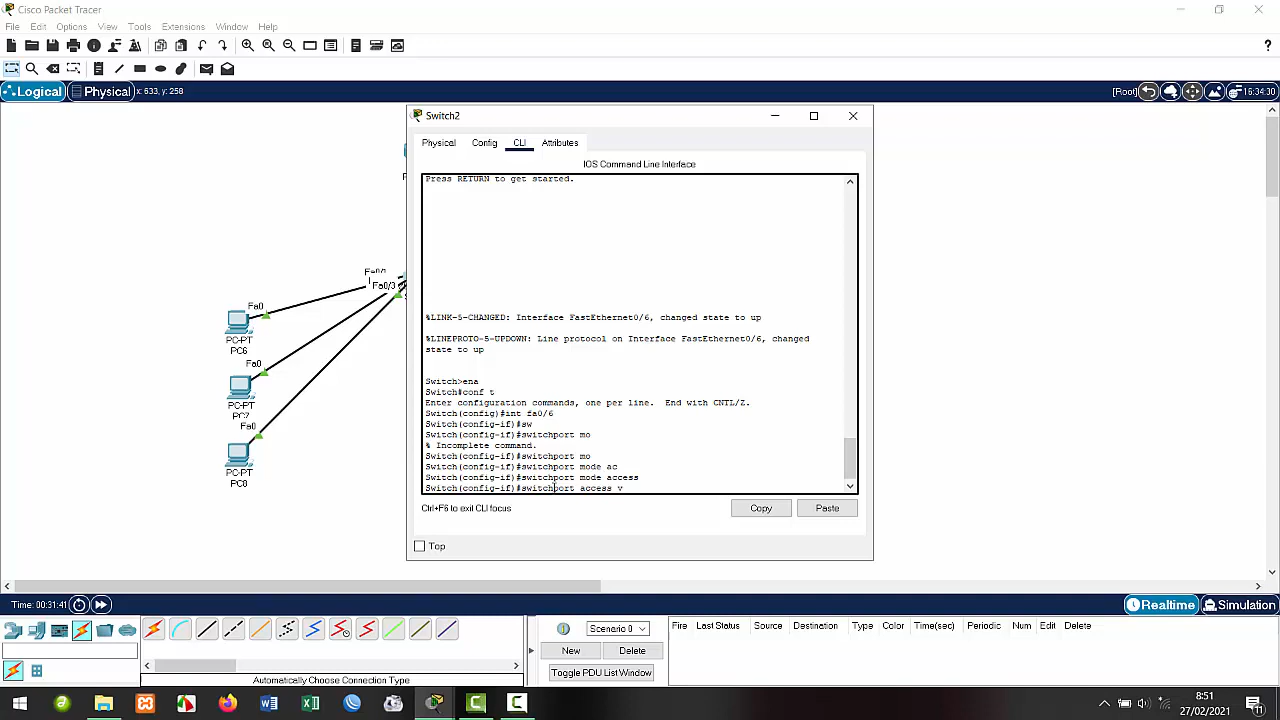 Cisco Packet Tracer
File Edit Options View Tools Extensions Window Help
?
Logical Physical x: 633, y: 258 [Root] 16:34:30
Switch2
Physical Config CLI Attributes
IOS Command Line Interface
Press RETURN to get started.
%LINK-5-CHANGED: Interface FastEthernet0/6, changed state to up
%LINEPROTO-5-UPDOWN: Line protocol on Interface FastEthernet0/6, changed
state to up
Switch>ena
Switch#conf t
Enter configuration commands, one per line. End with CNTL/Z.
Switch(config)#int fa0/6
Switch(config-if)#sw
Switch(config-if)#switchport mo
% Incomplete command.
Switch(config-if)#switchport mo
Switch(config-if)#switchport mode ac
Switch(config-if)#switchport mode access
Switch(config-if)#switchport access v
Ctrl+F6 to exit CLI focus
Copy Paste
Top
Fa0/3
Fa0
PC-PT
PC6
Fa0
PC-PT
PC7
Fa0
PC-PT
PC8
Time: 00:31:41
Realtime Simulation
Scenario 0
New Delete
Toggle PDU List Window
Fire Last Status Source Destination Type Color Time(sec) Periodic Num Edit Delete
Automatically Choose Connection Type
8:51
27/02/2021